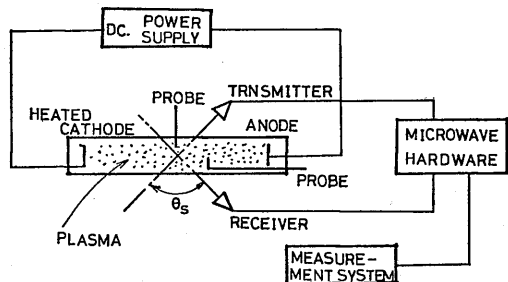 DC. POWER
SUPPLY
PROBE
TRNSMITTER
HEATED
CATHODE
ANODE
MICROWAVE
HARDWARE
PROBE
θs
RECEIVER
PLASMA
MEASURE-
MENT SYSTEM